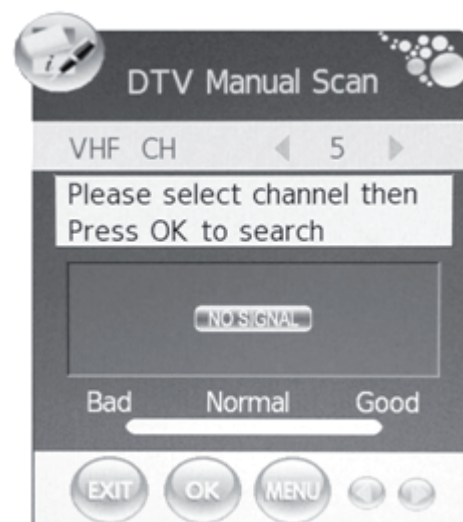 i
DTV Manual Scan
VHF CH 5
Please select channel then
Press OK to search
NO SIGNAL
Bad Normal Good
EXIT OK MENU